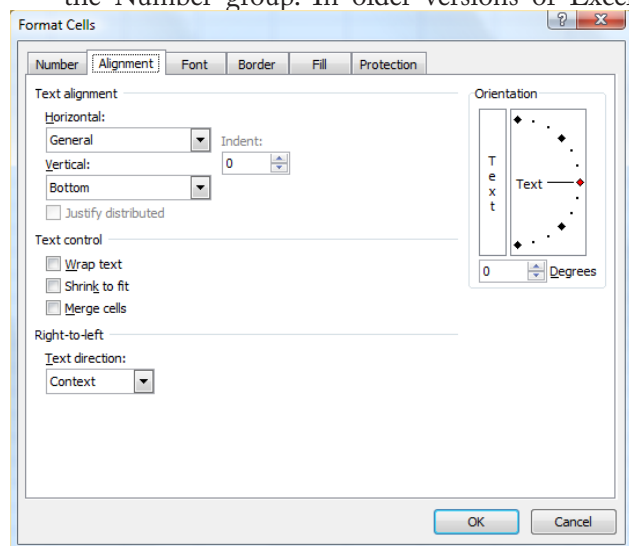 the Number group. In older versions of Excel
Format Cells
?
X
Number Alignment Font Border Fill Protection
Text alignment
Orientation
Horizontal:
General
Indent:
0
Vertical:
Bottom
Justify distributed
Text
Text
0 Degrees
Text control
Wrap text
Shrink to fit
Merge cells
Right-to-left
Text direction:
Context
OK Cancel